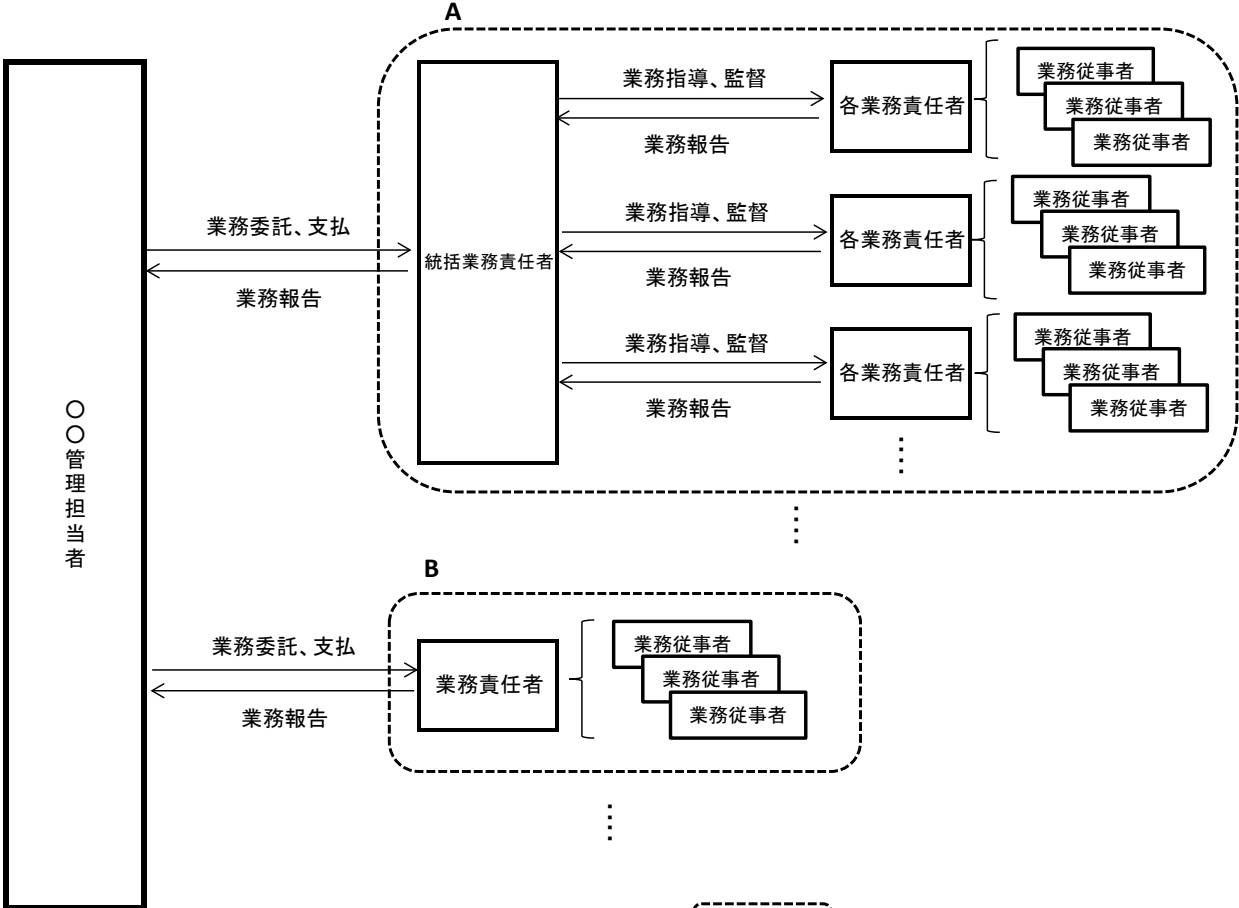 A
業務指導、監督
業務報告
各業務責任者
業務従事者
業務従事者
業務従事者
業務委託、支払
業務報告
統括業務責任者
業務指導、監督
業務報告
各業務責任者
業務従事者
業務従事者
業務従事者
業務指導、監督
業務報告
各業務責任者
業務従事者
業務従事者
業務従事者
〇〇管理担当者
B
業務委託、支払
業務報告
業務責任者
業務従事者
業務従事者
業務従事者